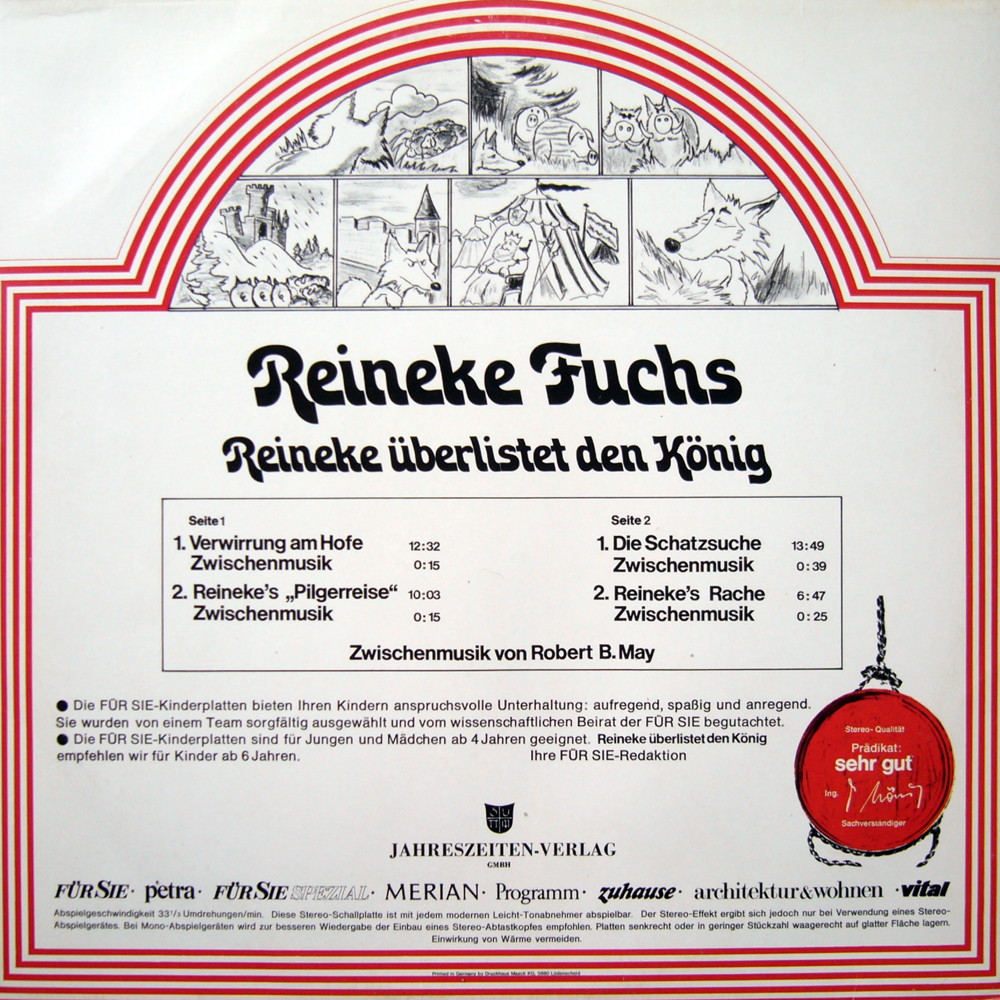 Reineke Fuchs
Reineke überlistet den König
Seite 1
1. Verwirrung am Hofe 12:32
Zwischenmusik 0:15
2. Reineke's „Pilgerreise“ 10:03
Zwischenmusik 0:15
Seite 2
1. Die Schatzsuche 13:49
Zwischenmusik 0:39
2. Reineke's Rache 6:47
Zwischenmusik 0:25
Zwischenmusik von Robert B. May
● Die FÜR SIE-Kinderplatten bieten Ihren Kindern anspruchsvolle Unterhaltung: aufregend, spaßig und anregend.
Sie wurden von einem Team sorgfältig ausgewählt und vom wissenschaftlichen Beirat der FÜR SIE begutachtet.
● Die FÜR SIE-Kinderplatten sind für Jungen und Mädchen ab 4 Jahren geeignet. Reineke überlistet den König
empfehlen wir für Kinder ab 6 Jahren. Ihre FÜR SIE-Redaktion
Stereo-Qualität
Prädikat:
sehr gut
Ing.
Sachverständiger
JAHRESZEITEN-VERLAG
GMBH
FÜR SIE · petra · FÜR SIE SPEZIAL · MERIAN · Programm · zuhause · architektur & wohnen · vital
Abspielgeschwindigkeit 33 1/3 Umdrehungen/min. Diese Stereo-Schallplatte ist mit jedem modernen Leicht-Tonabnehmer abspielbar. Der Stereo-Effekt ergibt sich jedoch nur bei Verwendung eines Stereo-
Abspielgerätes. Bei Mono-Abspielgeräten wird zur besseren Wiedergabe der Einbau eines Stereo-Abtastkopfes empfohlen. Platten senkrecht oder in geringer Stückzahl waagerecht auf glatter Fläche lagern.
Einwirkung von Wärme vermeiden.
Printed in Germany by Druckhaus Maack KG, 5880 Lüdenscheid